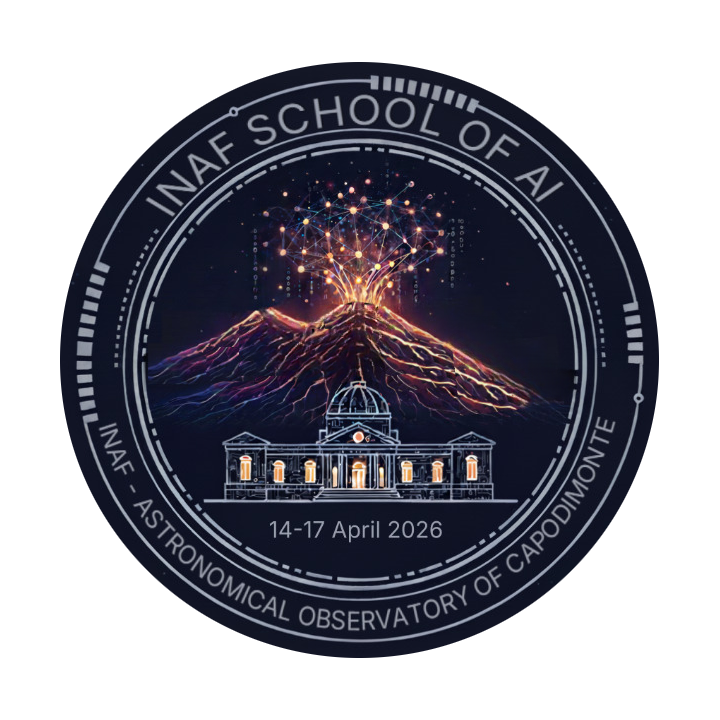 INAF SCHOOL OF AI
14-17 April 2026
INAF - ASTRONOMICAL OBSERVATORY OF CAPODIMONTE